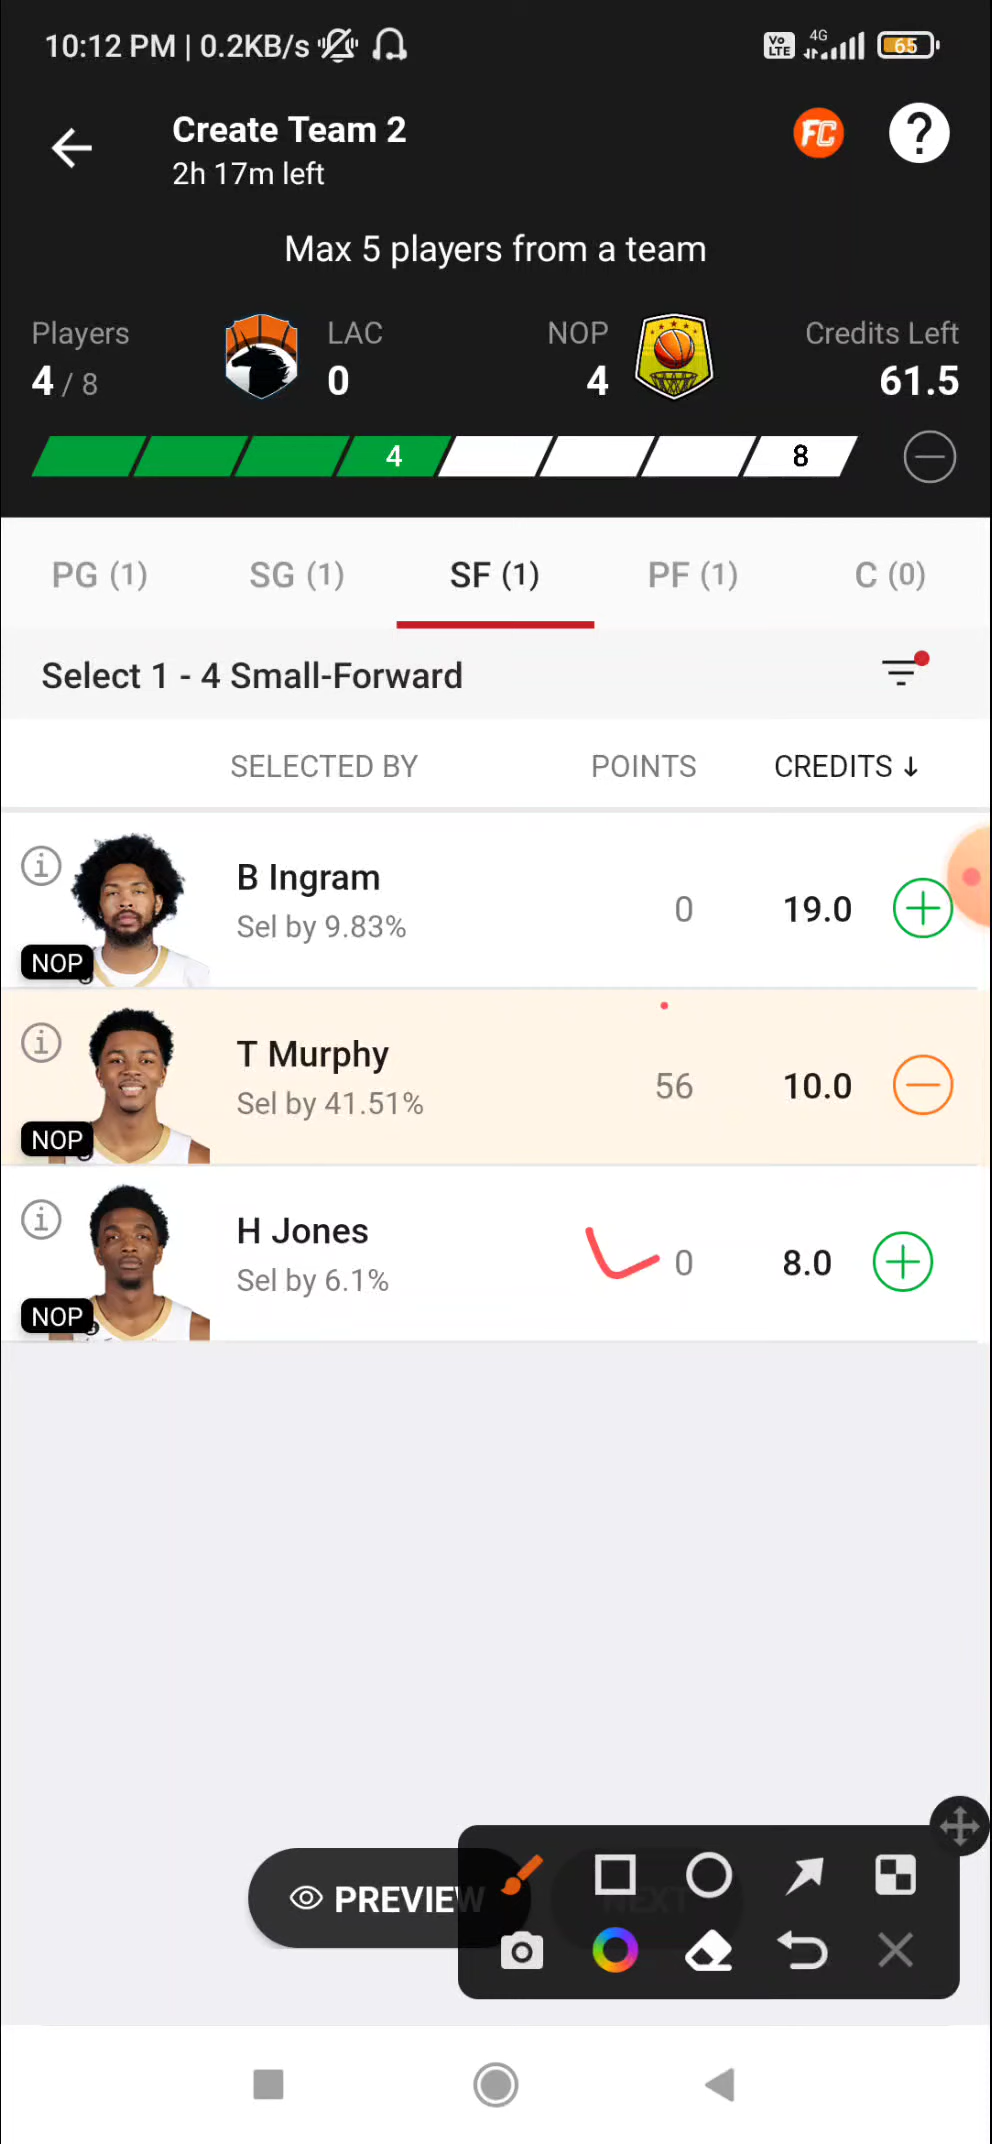 10:12 PM | 0.2KB/s
Vo LTE 4G 65
Create Team 2
2h 17m left
FC
?
Max 5 players from a team
Players LAC NOP Credits Left
4 / 8 0 4 61.5
4 8
PG (1) SG (1) SF (1) PF (1) C (0)
Select 1 - 4 Small-Forward
SELECTED BY POINTS CREDITS ↓
B Ingram
Sel by 9.83%
0 19.0
NOP
T Murphy
Sel by 41.51%
56 10.0
NOP
H Jones
Sel by 6.1%
0 8.0
NOP
PREVIEW NEXT